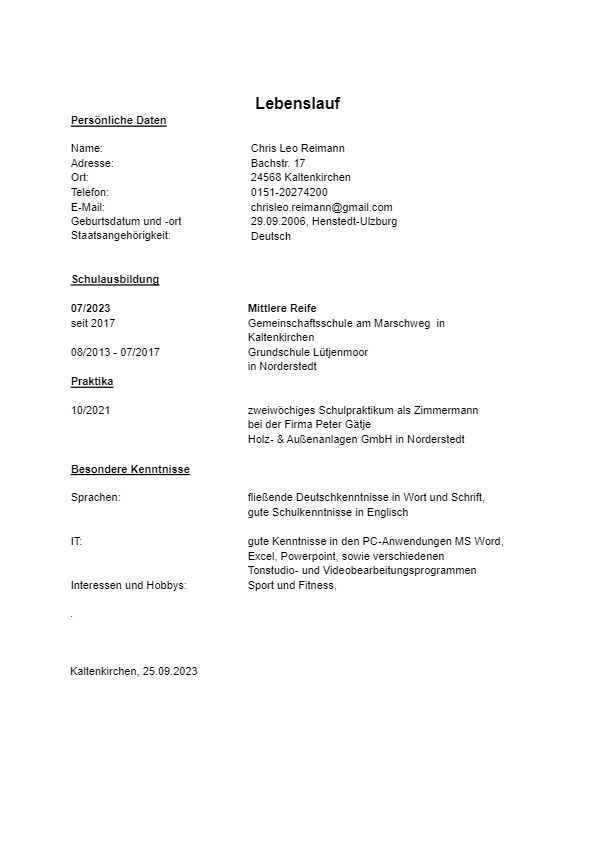 Lebenslauf
Persönliche Daten
Name: Chris Leo Reimann
Adresse: Bachstr. 17
Ort: 24568 Kaltenkirchen
Telefon: 0151-20274200
E-Mail: chrisleo.reimann@gmail.com
Geburtsdatum und -ort 29.09.2006, Henstedt-Ulzburg
Staatsangehörigkeit: Deutsch
Schulausbildung
07/2023 Mittlere Reife
seit 2017 Gemeinschaftsschule am Marschweg in
Kaltenkirchen
08/2013 - 07/2017 Grundschule Lütjenmoor
in Norderstedt
Praktika
10/2021 zweiwöchiges Schulpraktikum als Zimmermann
bei der Firma Peter Gätje
Holz- & Außenanlagen GmbH in Norderstedt
Besondere Kenntnisse
Sprachen: fließende Deutschkenntnisse in Wort und Schrift,
gute Schulkenntnisse in Englisch
IT: gute Kenntnisse in den PC-Anwendungen MS Word,
Excel, Powerpoint, sowie verschiedenen
Tonstudio- und Videobearbeitungsprogrammen
Interessen und Hobbys: Sport und Fitness,
.
Kaltenkirchen, 25.09.2023